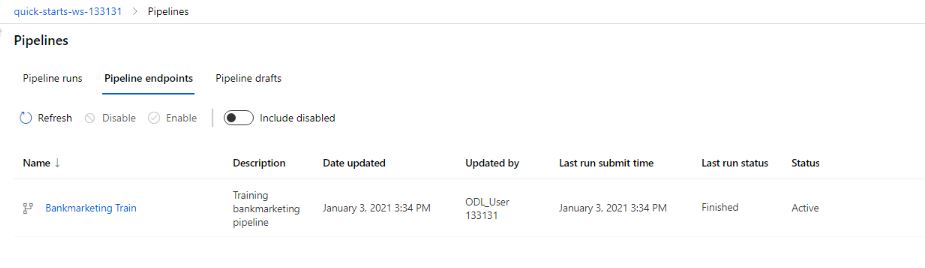 quick-starts-ws-133131 > Pipelines
Pipelines
Pipeline runs Pipeline endpoints Pipeline drafts
Refresh Disable Enable Include disabled
Name ↓ Description Date updated Updated by Last run submit time Last run status Status
Bankmarketing Train Training bankmarketing pipeline January 3, 2021 3:34 PM ODL_User 133131 January 3, 2021 3:34 PM Finished Active